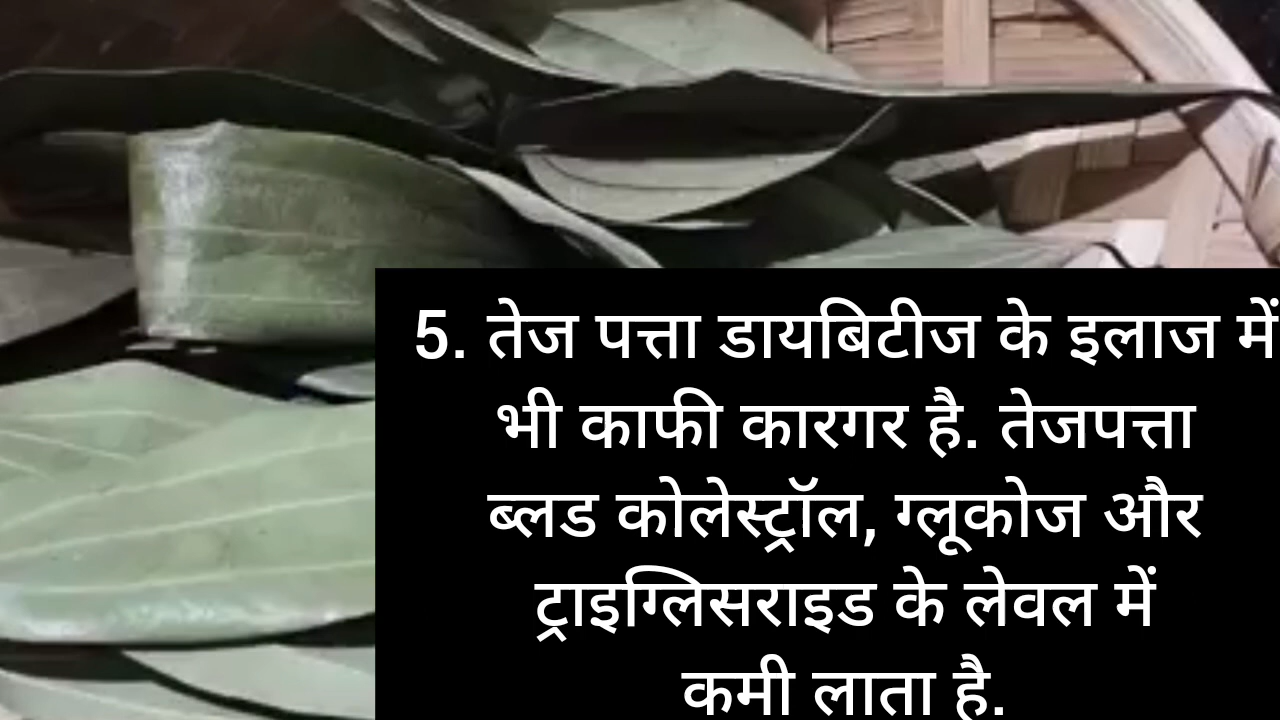 5. तेज पत्ता डायबिटीज के इलाज में
भी काफी कारगर है. तेजपत्ता
ब्लड कोलेस्ट्रॉल, ग्लूकोज और
ट्राइग्लिसराइड के लेवल में
कमी लाता है.